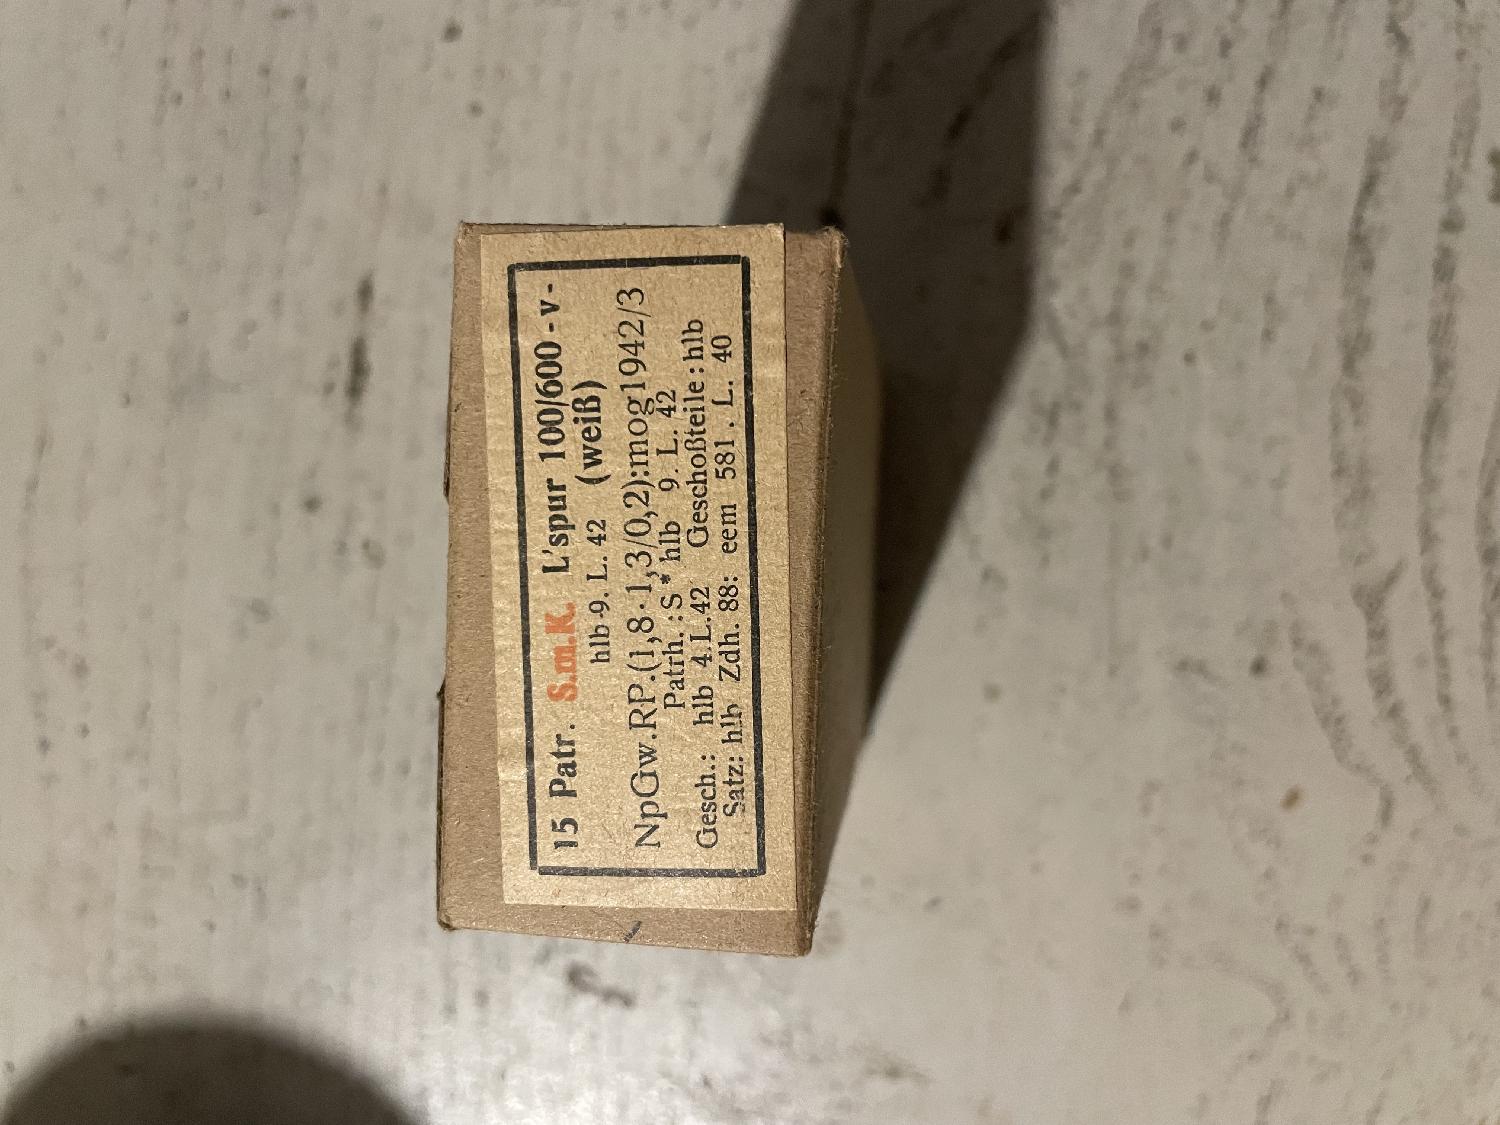 15 Patr. S.m.K. L'spur 100/600 - v -
hlb - 9. L. 42 (weiß)
NpGw.RP.(1,8·1,3/0,2):mog1942/3
Patrh.: S* hlb 9. L. 42
Gesch.: hlb 4.L.42 Geschoßteile: hlb
Satz: hlb Zdh. 88: eem 581. L. 40